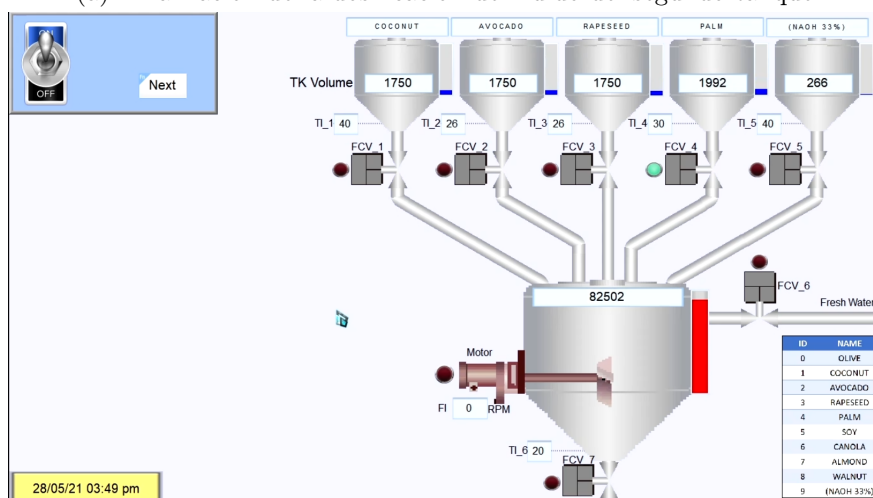 ON
OFF
Next
COCONUT
AVOCADO
RAPESEED
PALM
(NAOH 33%)
TK Volume
1750
1750
1750
1992
266
TI_1 40
TI_2 26
TI_3 26
TI_4 30
TI_5 40
FCV_1
FCV_2
FCV_3
FCV_4
FCV_5
82502
FCV_6
Fresh Water
Motor
FI 0 RPM
TI_6 20
FCV_7
ID NAME
0 OLIVE
1 COCONUT
2 AVOCADO
3 RAPESEED
4 PALM
5 SOY
6 CANOLA
7 ALMOND
8 WALNUT
9 (NAOH 33%)
28/05/21 03:49 pm